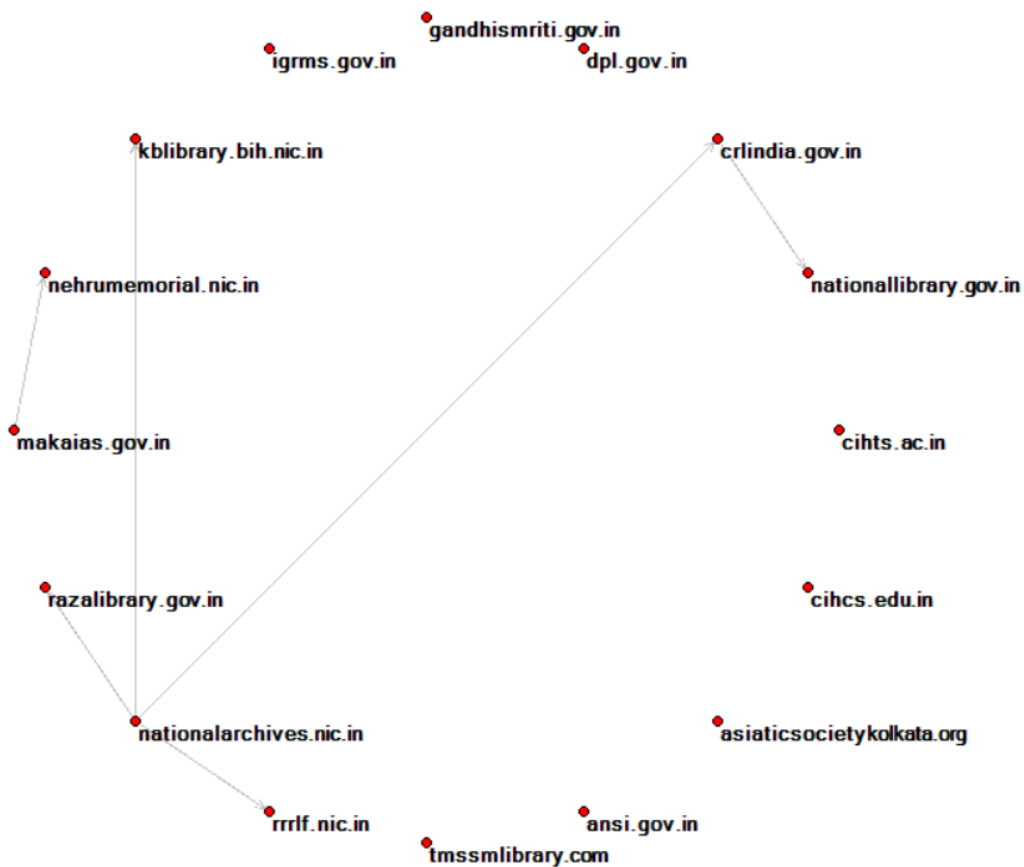 gandhismriti.gov.in
igrms.gov.in
dpl.gov.in
kblibrary.bih.nic.in
crlindia.gov.in
nehrumemorial.nic.in
nationallibrary.gov.in
makaias.gov.in
cihts.ac.in
razalibrary.gov.in
cihcs.edu.in
nationalarchives.nic.in
asiaticsocietykolkata.org
rrrlf.nic.in
ansi.gov.in
tmssmlibrary.com